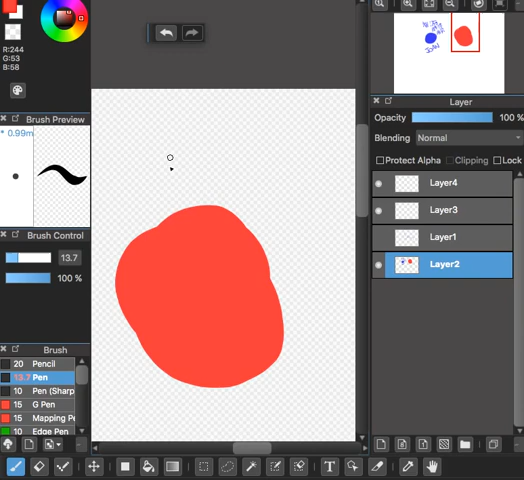 R:244
G:53
B:58
Brush Preview
* 0.99m
Brush Control
13.7
100 %
Brush
20 Pencil
13.7 Pen
10 Pen (Sharp
15 G Pen
15 Mapping Pe
10 Edge Pen
JOHN
Layer
Opacity 100 %
Blending Normal
Protect Alpha Clipping Lock
Layer4
Layer3
Layer1
Layer2
T